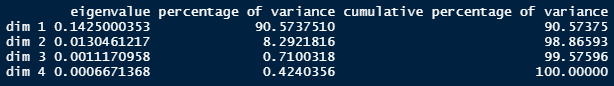 eigenvalue percentage of variance cumulative percentage of variance
dim 1 0.1425000353 90.5737510 90.57375
dim 2 0.0130461217 8.2921816 98.86593
dim 3 0.0011170958 0.7100318 99.57596
dim 4 0.0006671368 0.4240356 100.00000